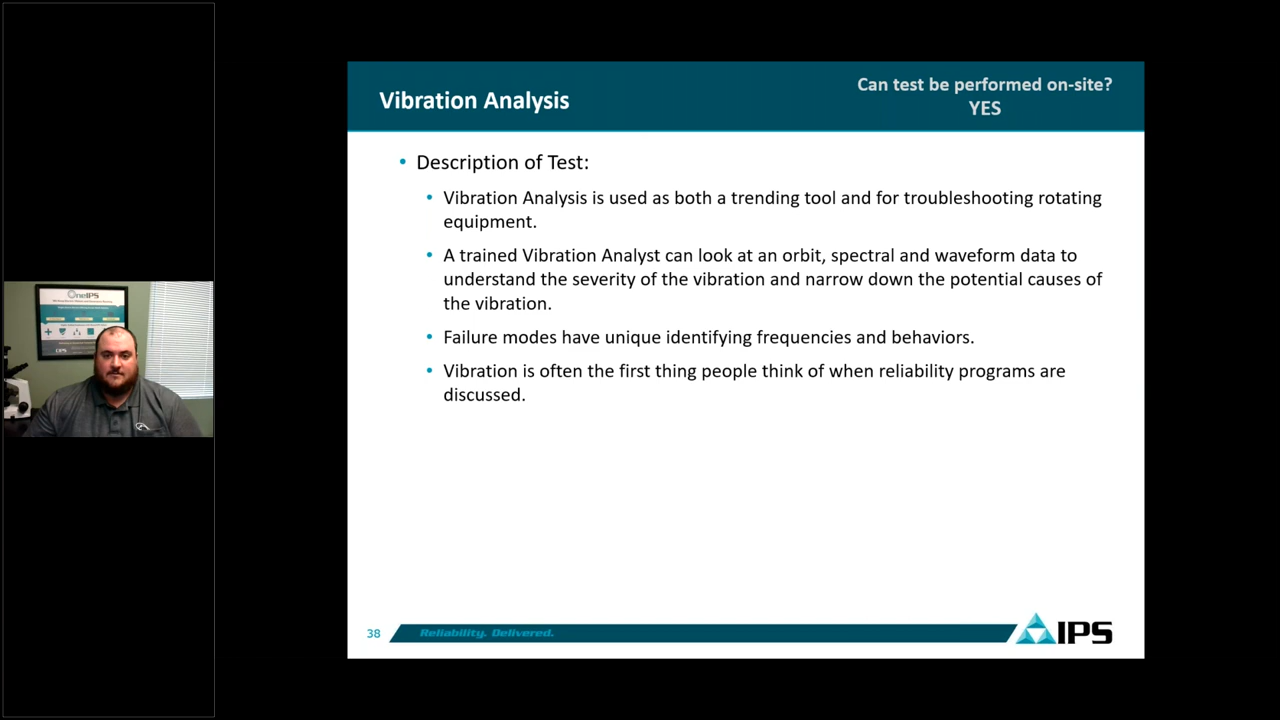 Vibration Analysis
Can test be performed on-site?
YES
• Description of Test:
• Vibration Analysis is used as both a trending tool and for troubleshooting rotating
equipment.
• A trained Vibration Analyst can look at an orbit, spectral and waveform data to
understand the severity of the vibration and narrow down the potential causes of
the vibration.
• Failure modes have unique identifying frequencies and behaviors.
• Vibration is often the first thing people think of when reliability programs are
discussed.
38
Reliability. Delivered.
IPS
OneIPS